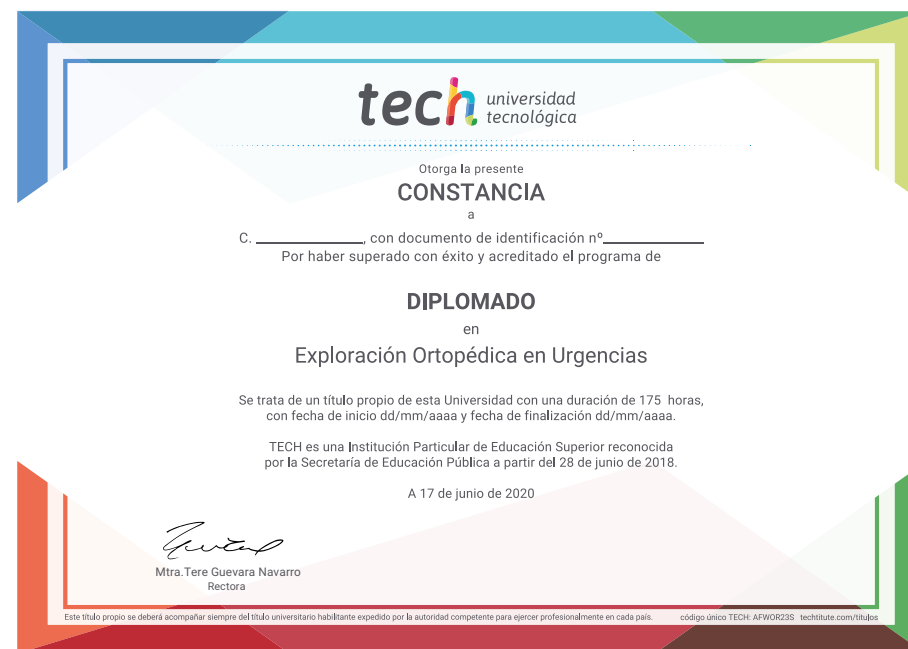 tech universidad
tecnológica
Otorga la presente
CONSTANCIA
a
C. ____________, con documento de identificación nº____________
Por haber superado con éxito y acreditado el programa de
DIPLOMADO
en
Exploración Ortopédica en Urgencias
Se trata de un título propio de esta Universidad con una duración de 175 horas,
con fecha de inicio dd/mm/aaaa y fecha de finalización dd/mm/aaaa.
TECH es una Institución Particular de Educación Superior reconocida
por la Secretaría de Educación Pública a partir del 28 de junio de 2018.
A 17 de junio de 2020
Mtra.Tere Guevara Navarro
Rectora
Este título propio se deberá acompañar siempre del título universitario habilitante expedido por la autoridad competente para ejercer profesionalmente en cada país. código único TECH: AFWOR23S techtitute.com/titulos